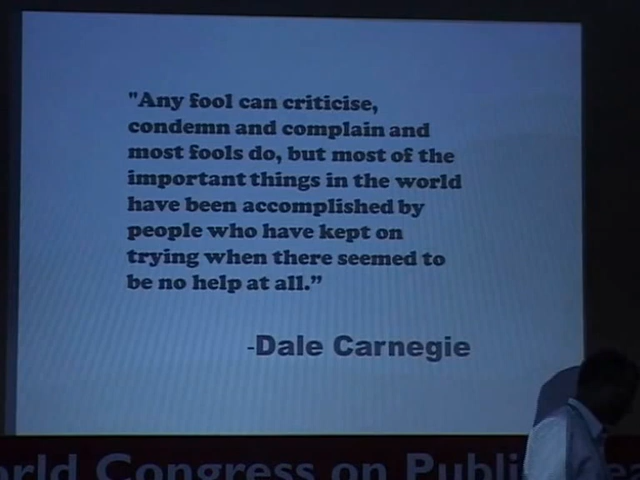 "Any fool can criticise,
condemn and complain and
most fools do, but most of the
important things in the world
have been accomplished by
people who have kept on
trying when there seemed to
be no help at all.”
-Dale Carnegie
Congress on